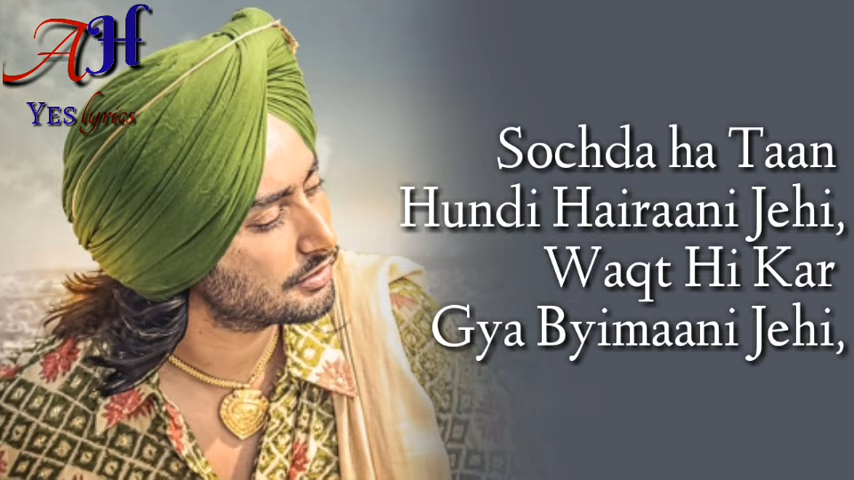 AH
YES lyrics
Sochda ha Taan
Hundi Hairaani Jehi,
Waqt Hi Kar
Gya Byimaani Jehi,